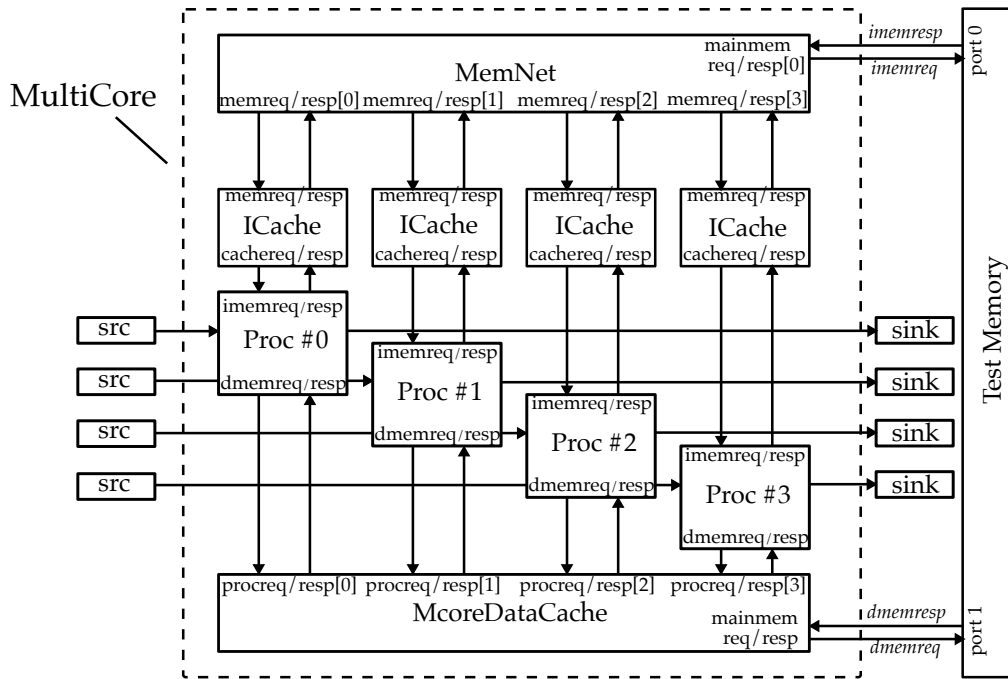 imemresp
port 0
mainmem
req/resp[0]
imemreq
MemNet
MultiCore
memreq/resp[0]
memreq/resp[1]
memreq/resp[2]
memreq/resp[3]
memreq/resp
memreq/resp
memreq/resp
memreq/resp
ICache
ICache
ICache
ICache
cachereq/resp
cachereq/resp
cachereq/resp
cachereq/resp
imemreq/resp
src
Proc #0
sink
Test Memory
imemreq/resp
src
dmemreq/resp
Proc #1
sink
imemreq/resp
src
dmemreq/resp
Proc #2
sink
imemreq/resp
src
dmemreq/resp
Proc #3
sink
dmemreq/resp
procreq/resp[0]
procreq/resp[1]
procreq/resp[2]
procreq/resp[3]
McoreDataCache
mainmem
req/resp
dmemresp
dmemreq
port 1